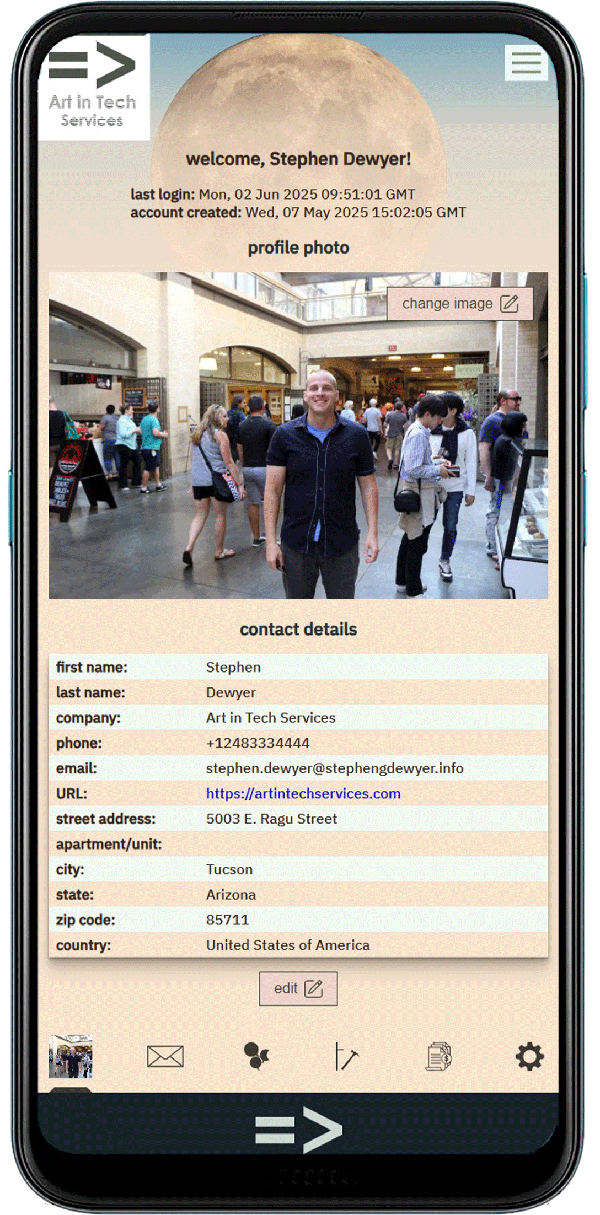 =>
Art in Tech
Services
welcome, Stephen Dewyer!
last login: Mon, 02 Jun 2025 09:51:01 GMT
account created: Wed, 07 May 2025 15:02:05 GMT
profile photo
change image
contact details
first name: Stephen
last name: Dewyer
company: Art in Tech Services
phone: +12483334444
email: stephen.dewyer@stephengdewyer.info
URL: https://artintechservices.com
street address: 5003 E. Ragu Street
apartment/unit:
city: Tucson
state: Arizona
zip code: 85711
country: United States of America
edit
=>